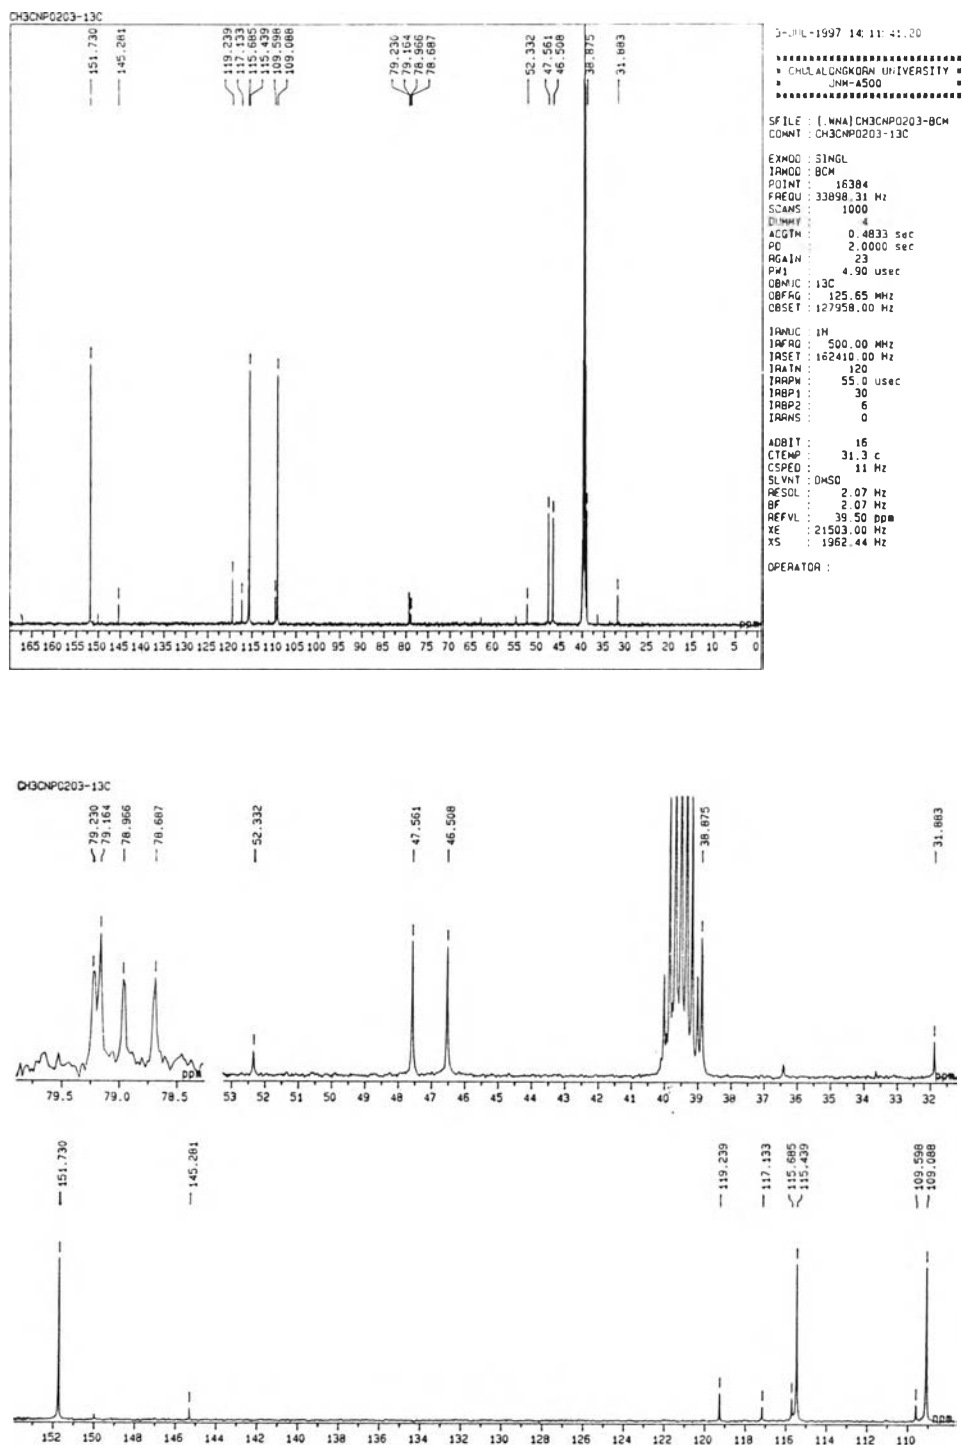 CH3CNP0203-13C
151.730
145.281
119.239
117.133
115.685
115.439
109.598
109.088
79.230
79.164
78.966
78.687
52.332
47.561
46.508
38.875
31.883
ppm
165 160 155 150 145 140 135 130 125 120 115 110 105 100 95 90 85 80 75 70 65 60 55 50 45 40 35 30 25 20 15 10 5 0
-1997 14:11:41.20
CHULALONGKORN UNIVERSITY
JNM-A500
SFILE : CH3CNP0203-BCM
COMNT : CH3CNP0203-13C
EXMOD : SINGL
IRMOD : BCM
POINT : 16384
FREQU : 33898.31 Hz
SCANS : 1000
DUMMY : 4
ACQTM : 0.4833 sec
PD : 2.0000 sec
RGAIN : 23
PW1 : 4.90 usec
OBNUC : 13C
OBFRQ : 125.65 MHz
OBSET : 127958.00 Hz
IRNUC : 1H
IRFRQ : 500.00 MHz
IRSET : 162410.00 Hz
IRATN : 120
IRRPW : 55.0 usec
IRBP1 : 30
IRBP2 : 6
IRRNS : 0
ADBIT : 16
CTEMP : 31.3 c
CSPED : 11 Hz
SLVNT : DMSO
RESOL : 2.07 Hz
BF : 2.07 Hz
REFVL : 39.50 ppm
XE : 21503.00 Hz
XS : 1962.44 Hz
OPERATOR :
CH3CNP0203-13C
79.230
79.164
78.966
78.687
52.332
47.561
46.508
38.875
31.883
ppm
79.5 79.0 78.5
ppm
53 52 51 50 49 48 47 46 45 44 43 42 41 40 39 38 37 36 35 34 33 32
151.730
145.281
119.239
117.133
115.685
115.439
109.598
109.088
ppm
152 150 148 146 144 142 140 138 136 134 132 130 128 126 124 122 120 118 116 114 112 110